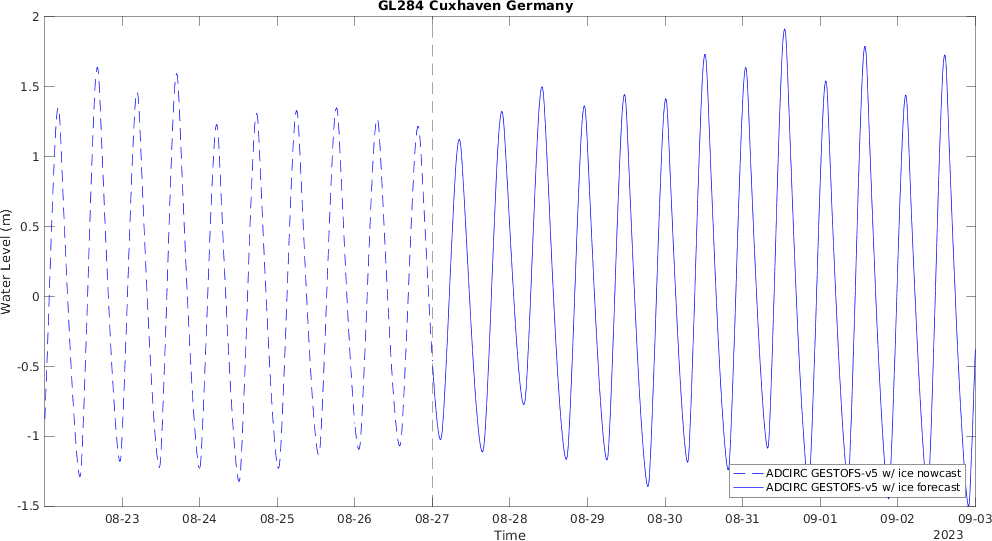 GL284 Cuxhaven Germany
2
1.5
1
0.5
0
-0.5
-1
-1.5
Water Level (m)
ADCIRC GESTOFS-v5 w/ ice nowcast
ADCIRC GESTOFS-v5 w/ ice forecast
08-23 08-24 08-25 08-26 08-27 08-28 08-29 08-30 08-31 09-01 09-02 09-03
Time
2023